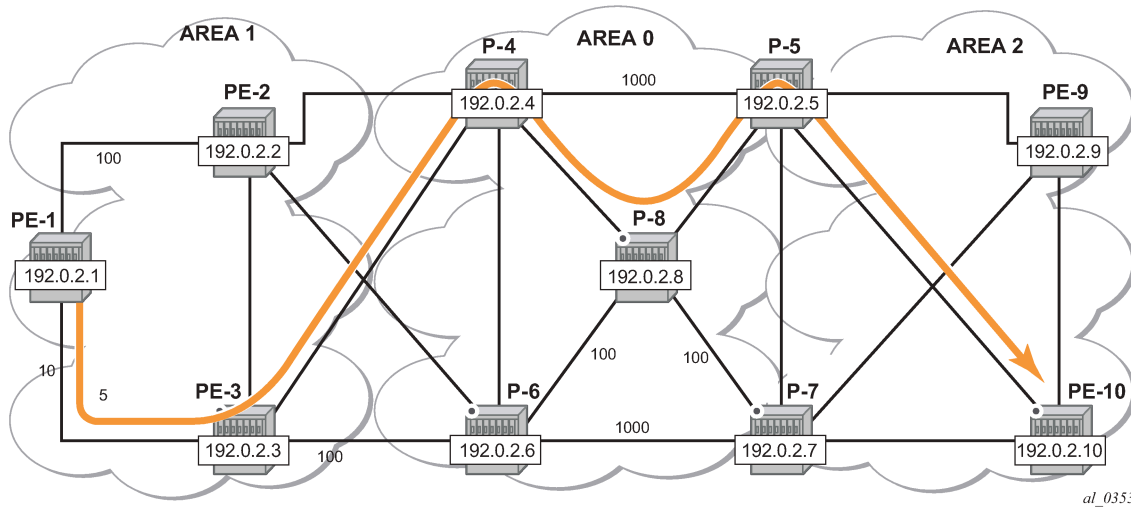 AREA 1
AREA 0
AREA 2
P-4
P-5
1000
PE-2
PE-9
192.0.2.4
192.0.2.5
192.0.2.2
192.0.2.9
100
PE-1
P-8
192.0.2.1
192.0.2.8
100
100
10
5
PE-3
P-6
P-7
PE-10
1000
192.0.2.3
100
192.0.2.6
192.0.2.7
192.0.2.10
al_0353